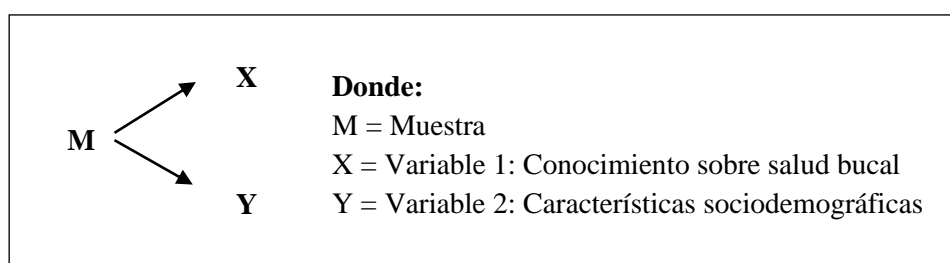 X
M
Y
Donde:
M = Muestra
X = Variable 1: Conocimiento sobre salud bucal
Y = Variable 2: Características sociodemográficas